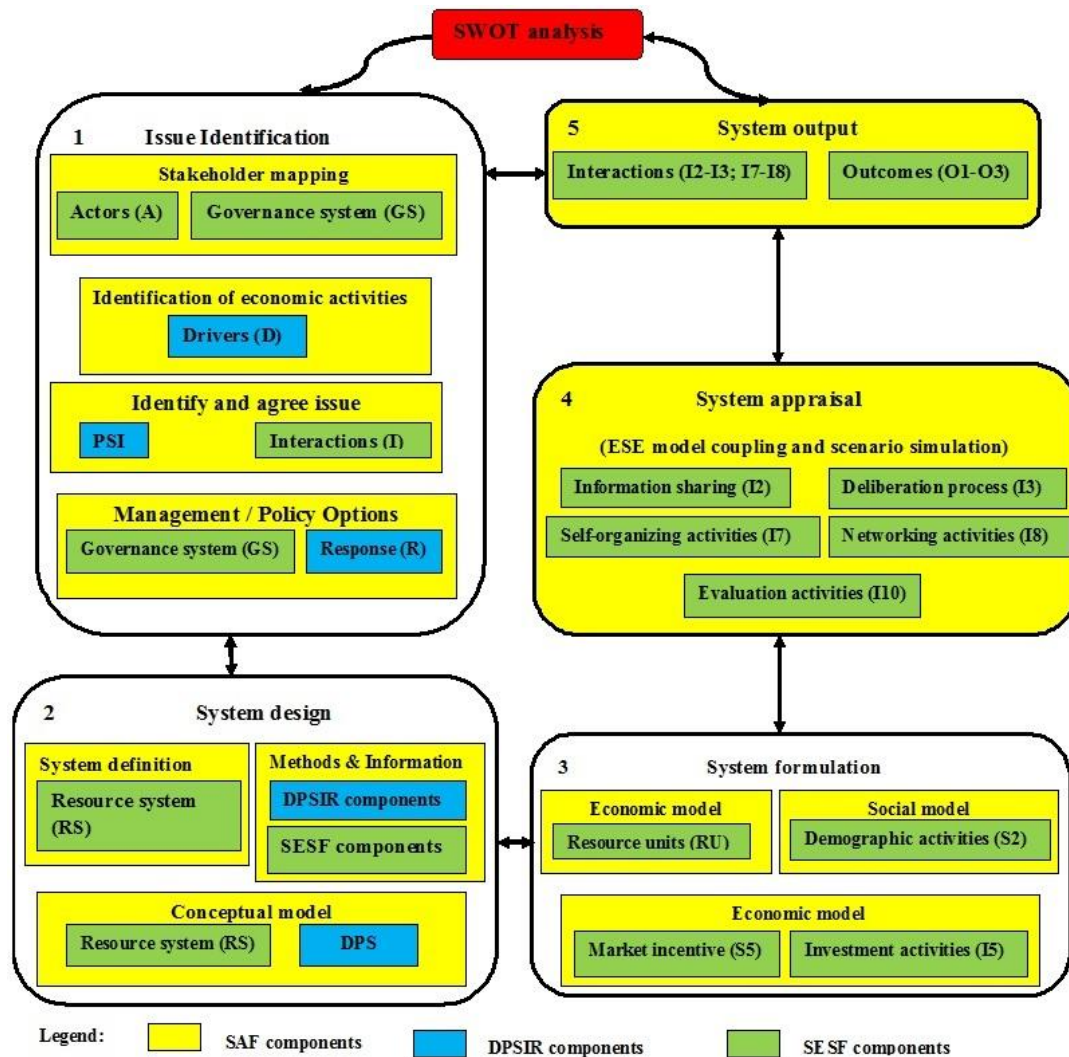 SWOT analysis
1 Issue Identification
Stakeholder mapping
Actors (A)
Governance system (GS)
Identification of economic activities
Drivers (D)
Identify and agree issue
PSI
Interactions (I)
Management / Policy Options
Governance system (GS)
Response (R)
5 System output
Interactions (I2-I3; I7-I8)
Outcomes (O1-O3)
4 System appraisal
(ESE model coupling and scenario simulation)
Information sharing (I2)
Deliberation process (I3)
Self-organizing activities (I7)
Networking activities (I8)
Evaluation activities (I10)
2 System design
System definition
Resource system
(RS)
Methods & Information
DPSIR components
SESF components
Conceptual model
Resource system (RS)
DPS
3 System formulation
Economic model
Resource units (RU)
Social model
Demographic activities (S2)
Economic model
Market incentive (S5)
Investment activities (I5)
Legend:
SAF components
DPSIR components
SESF components